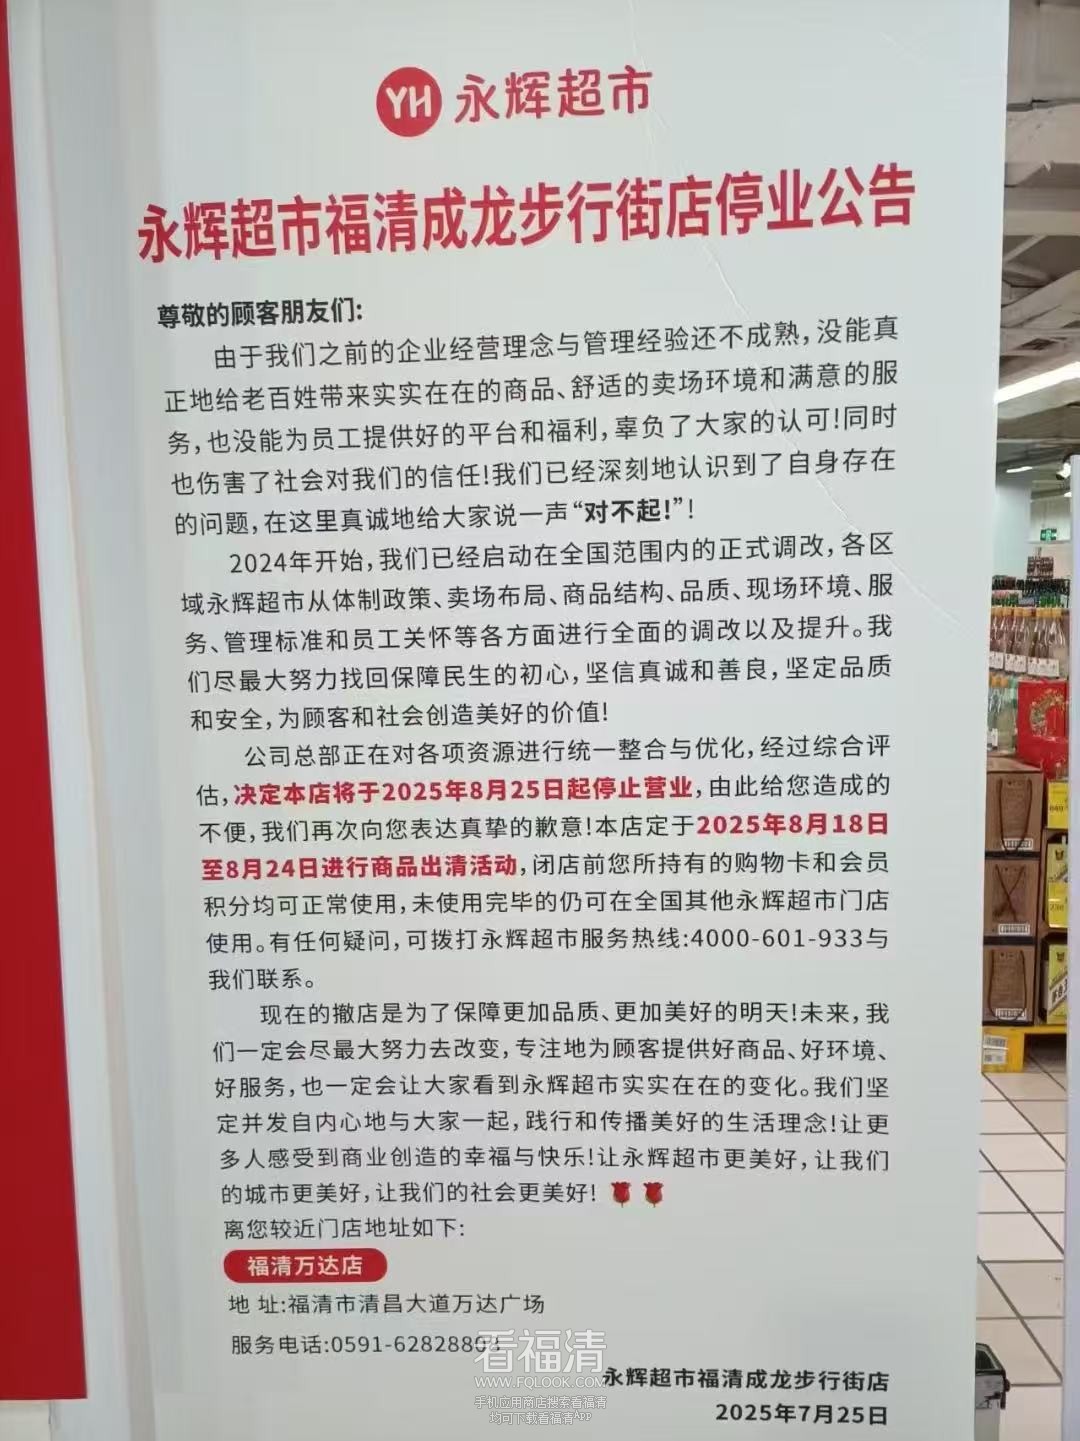 YH 永辉超市
永辉超市福清成龙步行街店停业公告
尊敬的顾客朋友们:
由于我们之前的企业经营理念与管理经验还不成熟,没能真
正地给老百姓带来实实在在的商品、舒适的卖场环境和满意的服
务,也没能为员工提供好的平台和福利,辜负了大家的认可!同时
也伤害了社会对我们的信任!我们已经深刻地认识到了自身存在
的问题,在这里真诚地给大家说一声“对不起!”!
2024年开始,我们已经启动在全国范围内的正式调改,各区
域永辉超市从体制政策、卖场布局、商品结构、品质、现场环境、服
务、管理标准和员工关怀等各方面进行全面的调改以及提升。我
们尽最大努力找回保障民生的初心,坚信真诚和善良,坚定品质
和安全,为顾客和社会创造美好的价值!
公司总部正在对各项资源进行统一整合与优化,经过综合评
估,决定本店将于2025年8月25日起停止营业,由此给您造成的
不便,我们再次向您表达真挚的歉意!本店定于2025年8月18日
至8月24日进行商品出清活动,闭店前您所持有的购物卡和会员
积分均可正常使用,未使用完毕的仍可在全国其他永辉超市门店
使用。有任何疑问,可拨打永辉超市服务热线:4000-601-933与
我们联系。
现在的撤店是为了保障更加品质、更加美好的明天!未来,我
们一定会尽最大努力去改变,专注地为顾客提供好商品、好环境、
好服务,也一定会让大家看到永辉超市实实在在的变化。我们坚
定并发自内心地与大家一起,践行和传播美好的生活理念!让更
多人感受到商业创造的幸福与快乐!让永辉超市更美好,让我们
的城市更美好,让我们的社会更美好!
离您较近门店地址如下:
福清万达店
地 址:福清市清昌大道万达广场
服务电话:0591-62828808
看福清
WWW.FQLOOK.COM
手机应用商店搜索看福清
均可下载看福清APP
永辉超市福清成龙步行街店
2025年7月25日